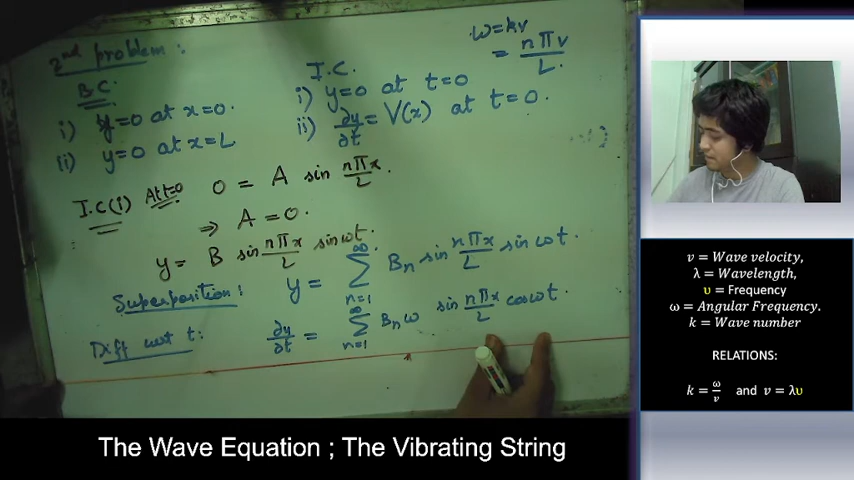 2nd problem :
B.C.
i) y=0 at x=0.
ii) y=0 at x=L
I.C.
i) y=0 at t=0
ii) ∂y/∂t = V(x) at t=0.
ω=kv
= nπv/L
I.C(i) At t=0 0 = A sin nπx/L.
⇒ A=0.
y = B sin nπx/L sin ωt.
Superposition: y = ∑_{n=1}^{∞} Bn sin nπx/L sin ωt.
Diff wrt t: ∂y/∂t = ∑_{n=1}^{∞} Bn ω sin nπx/L cos ωt.
v = Wave velocity,
λ = Wavelength,
υ = Frequency
ω = Angular Frequency.
k = Wave number
RELATIONS:
k = ω/v and v = λυ
The Wave Equation ; The Vibrating String